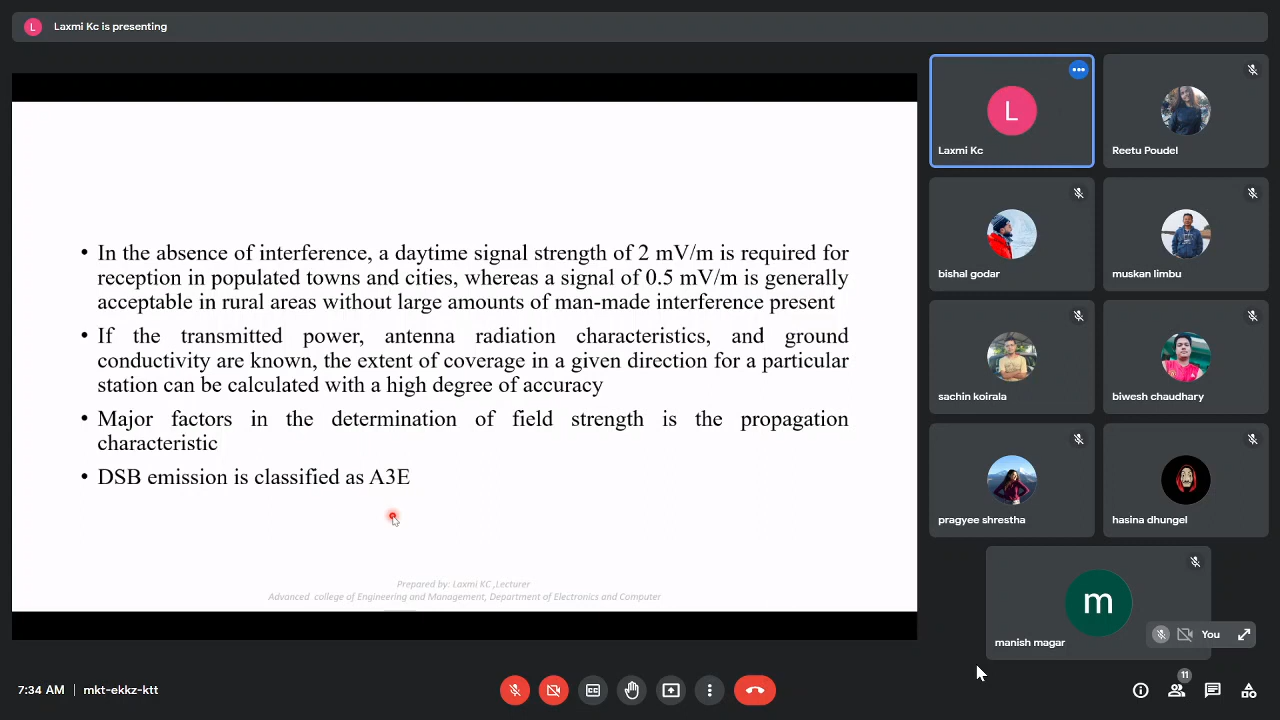 L Laxmi Kc is presenting
• In the absence of interference, a daytime signal strength of 2 mV/m is required for
reception in populated towns and cities, whereas a signal of 0.5 mV/m is generally
acceptable in rural areas without large amounts of man-made interference present
• If the transmitted power, antenna radiation characteristics, and ground
conductivity are known, the extent of coverage in a given direction for a particular
station can be calculated with a high degree of accuracy
• Major factors in the determination of field strength is the propagation
characteristic
• DSB emission is classified as A3E
Prepared by: Laxmi KC ,Lecturer
Advanced college of Engineering and Management, Department of Electronics and Computer
L
Laxmi Kc
Reetu Poudel
bishal godar
muskan limbu
sachin koirala
biwesh chaudhary
pragyee shrestha
hasina dhungel
m
manish magar
You
7:34 AM | mkt-ekkz-ktt
CC
11